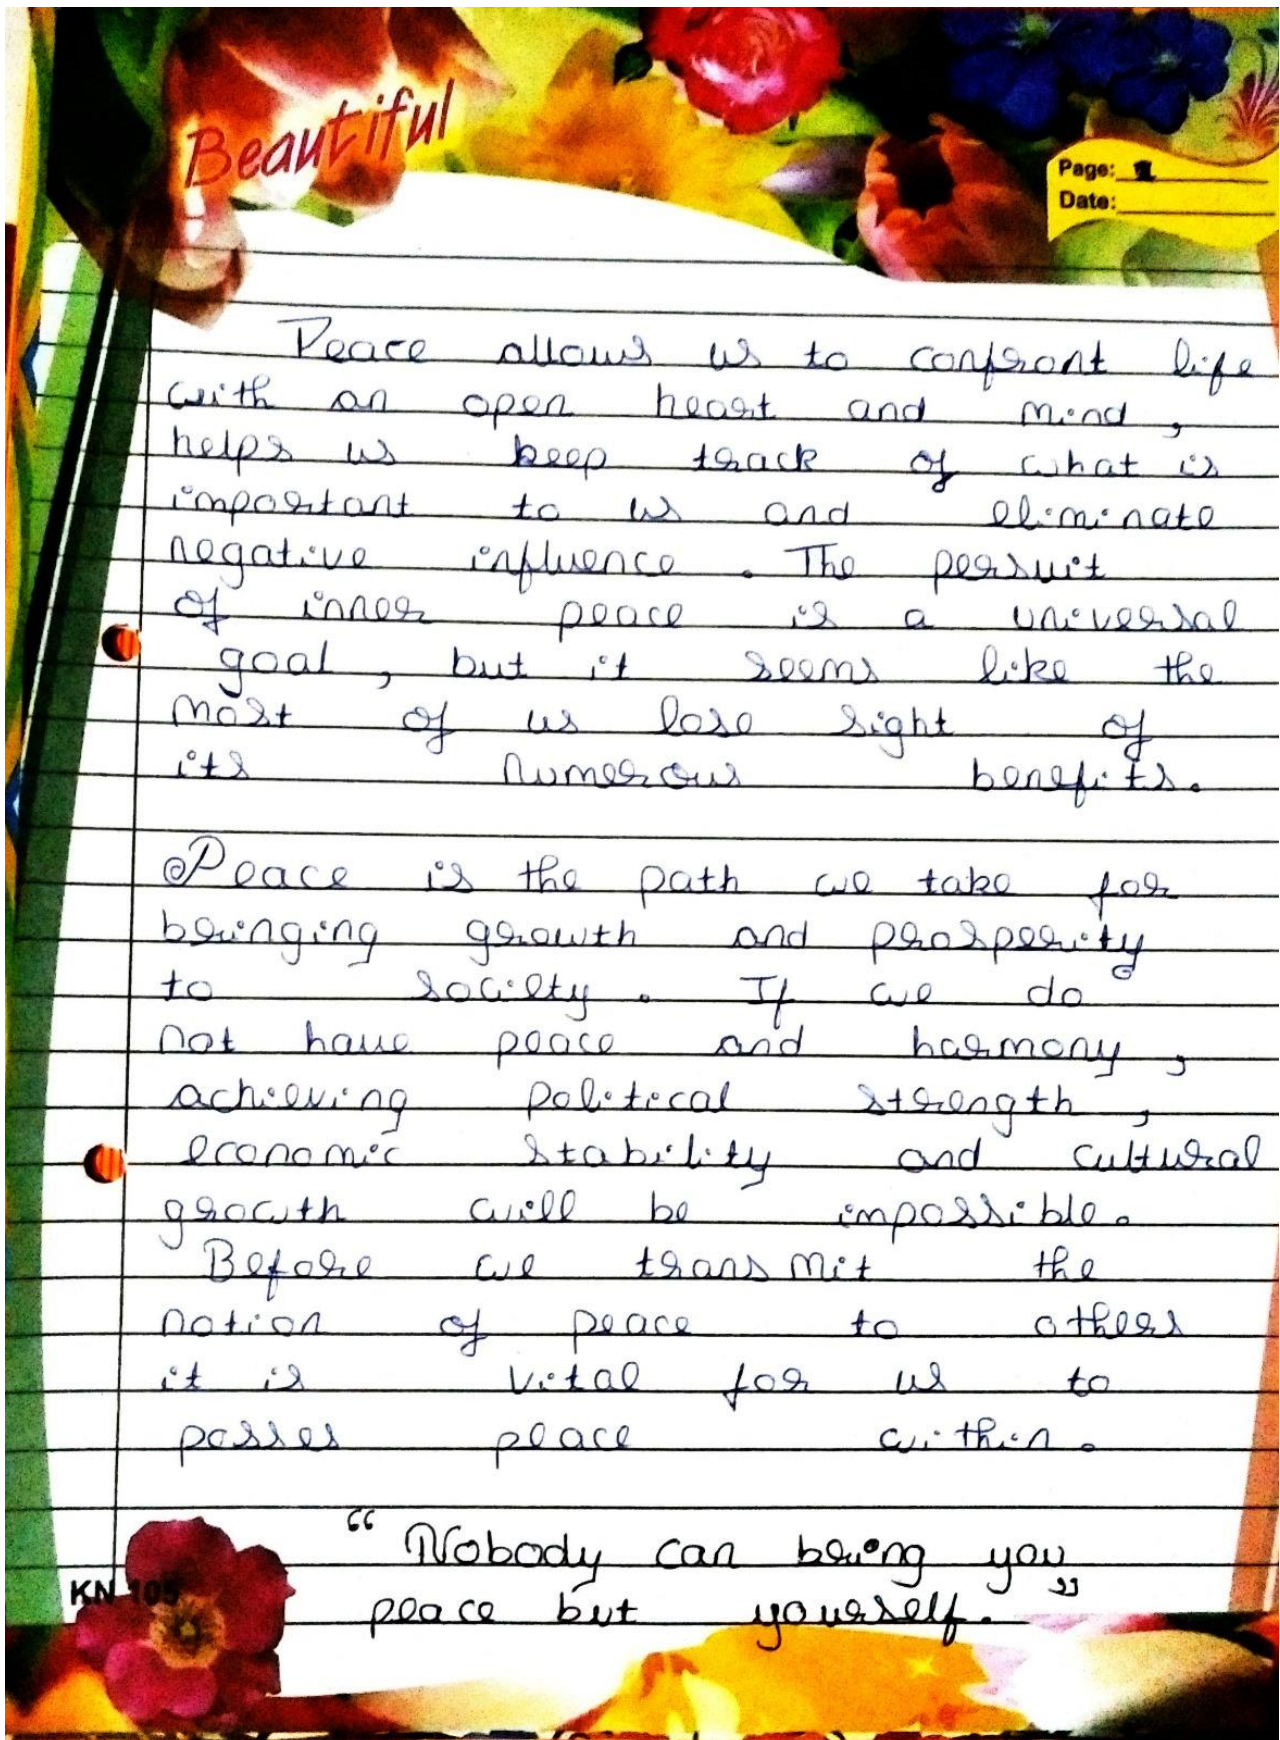 Beautiful
Page: 1
Date:
Peace allows us to confront life
with an open heart and mind,
helps us keep track of what is
important to us and eliminate
negative influence. The persuit
of inner peace is a universal
goal, but it seems like the
most of us lose sight of
its numerous benefits.
Peace is the path we take for
bringing growth and prosperity
to society. If we do
not have peace and harmony,
achieving political strength,
economic stability and cultural
growth will be impossible.
Before we transmit the
notion of peace to others
it is vital for us to
posses peace within.
“Nobody can bring you
peace but yourself.”
KN 105